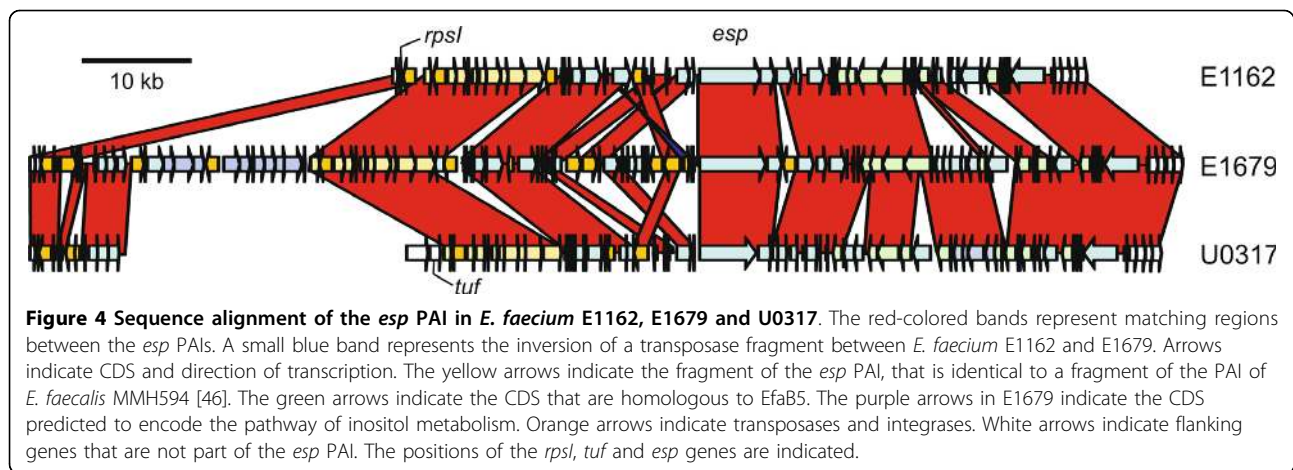 rpsI
esp
10 kb
E1162
E1679
U0317
tuf
Figure 4 Sequence alignment of the esp PAI in E. faecium E1162, E1679 and U0317. The red-colored bands represent matching regions
between the esp PAIs. A small blue band represents the inversion of a transposase fragment between E. faecium E1162 and E1679. Arrows
indicate CDS and direction of transcription. The yellow arrows indicate the fragment of the esp PAI, that is identical to a fragment of the PAI of
E. faecalis MMH594 [46]. The green arrows indicate the CDS that are homologous to EfaB5. The purple arrows in E1679 indicate the CDS
predicted to encode the pathway of inositol metabolism. Orange arrows indicate transposases and integrases. White arrows indicate flanking
genes that are not part of the esp PAI. The positions of the rpsI, tuf and esp genes are indicated.